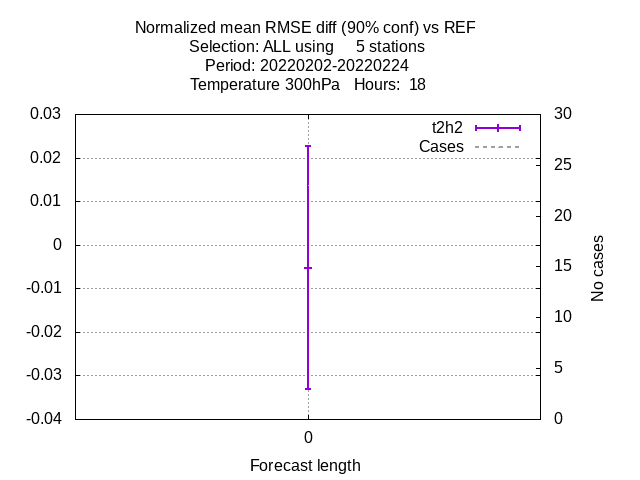 Normalized mean RMSE diff (90% conf) vs REF
Selection: ALL using     5 stations
Period: 20220202-20220224
Temperature 300hPa   Hours:  18
t2h2
Cases
0.03
0.02
0.01
0
-0.01
-0.02
-0.03
-0.04
30
25
20
15
10
5
0
No cases
0
Forecast length